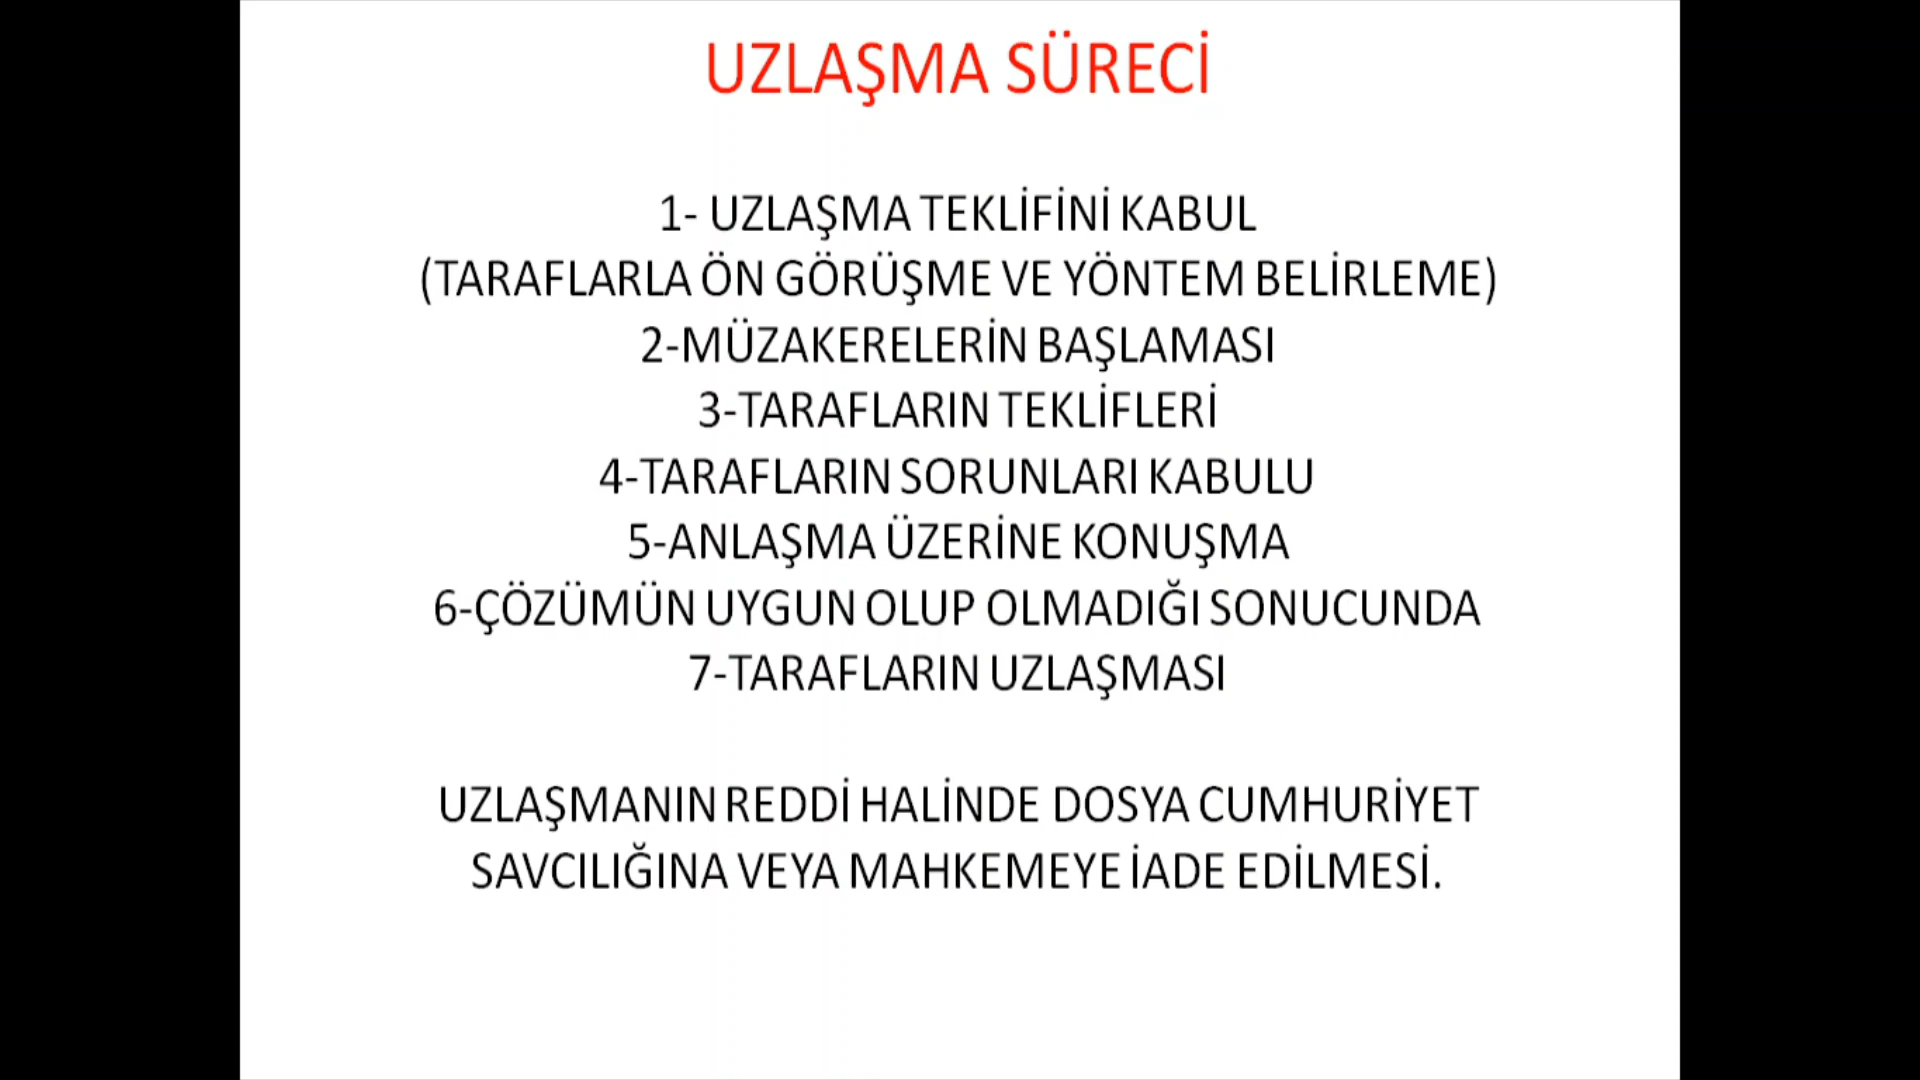 UZLAŞMA SÜRECİ
1- UZLAŞMA TEKLİFİNİ KABUL
(TARAFLARLA ÖN GÖRÜŞME VE YÖNTEM BELİRLEME)
2-MÜZAKERELERİN BAŞLAMASI
3-TARAFLARIN TEKLİFLERİ
4-TARAFLARIN SORUNLARI KABULU
5-ANLAŞMA ÜZERİNE KONUŞMA
6-ÇÖZÜMÜN UYGUN OLUP OLMADIĞI SONUCUNDA
7-TARAFLARIN UZLAŞMASI
UZLAŞMANIN REDDİ HALİNDE DOSYA CUMHURİYET
SAVCILIĞINA VEYA MAHKEMEYE İADE EDİLMESİ.